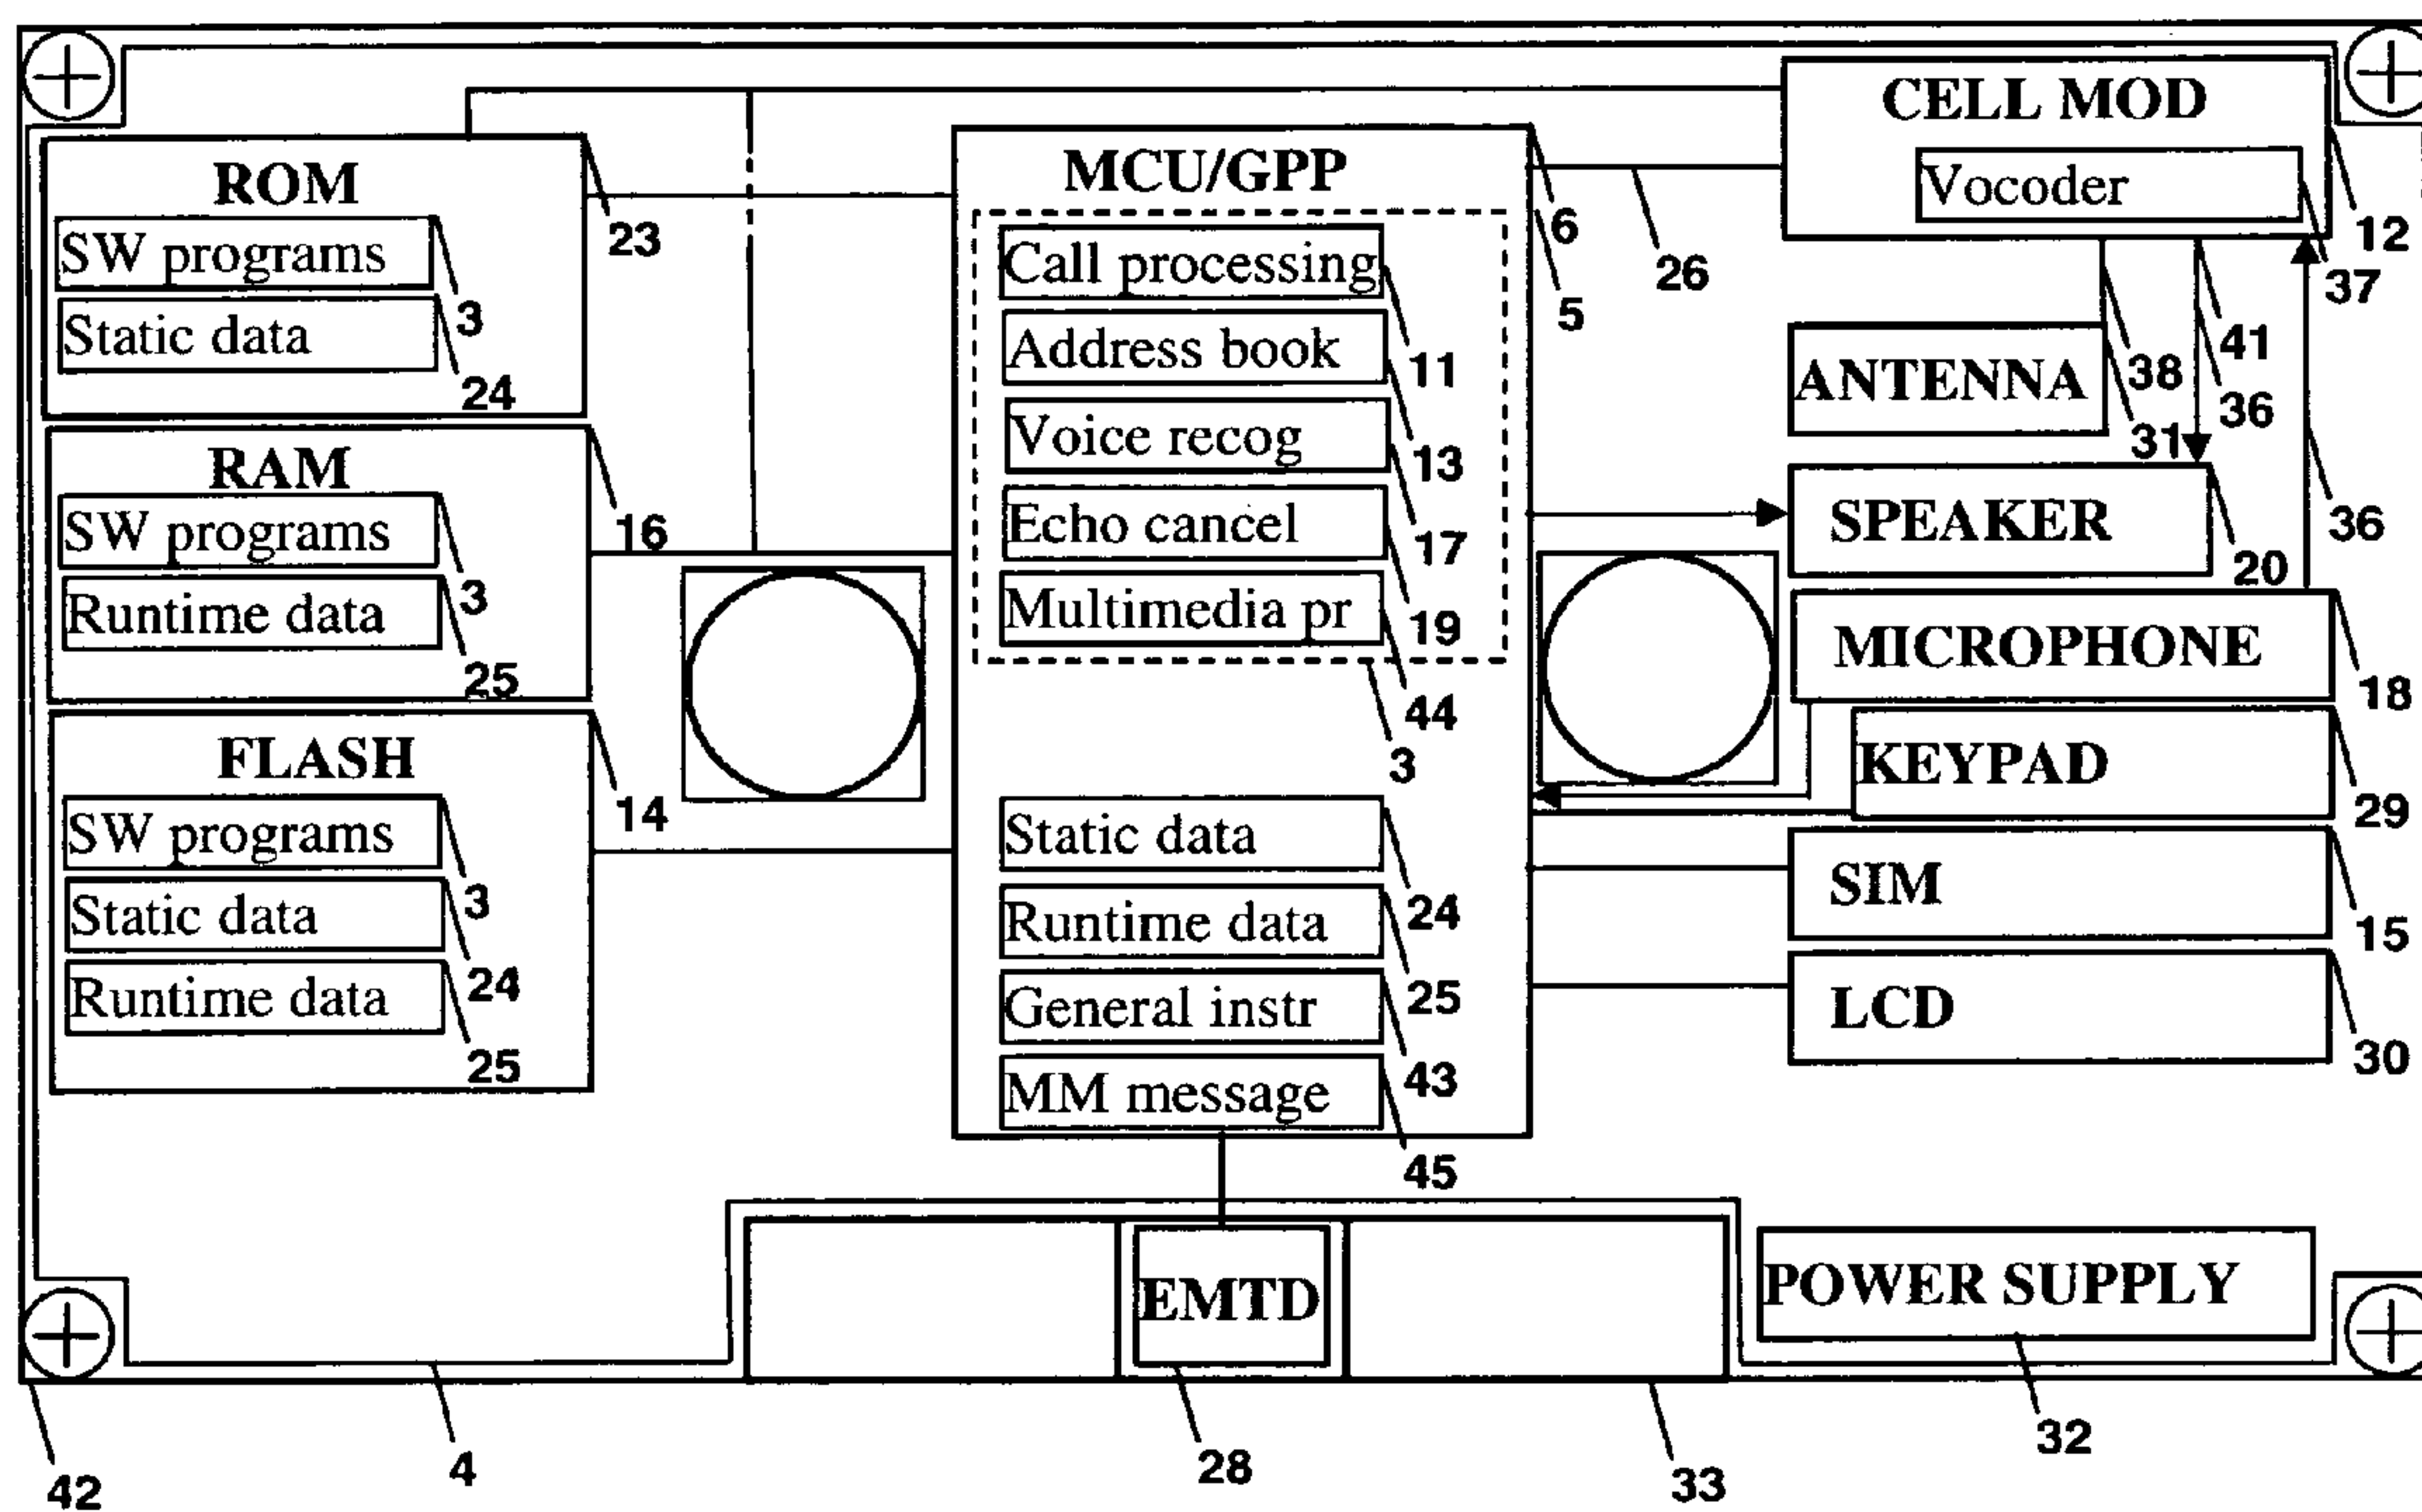 CELL MOD
Vocoder
12
37
ROM
SW programs
3
Static data
24
23
MCU/GPP
6
5
26
Call processing
11
Address book
13
Voice recog
17
Echo cancel
19
Multimedia pr
44
3
Static data
24
Runtime data
25
General instr
43
MM message
45
RAM
SW programs
3
Runtime data
25
16
FLASH
SW programs
3
Static data
24
Runtime data
25
14
ANTENNA
38
31
41
36
36
SPEAKER
20
MICROPHONE
18
KEYPAD
29
SIM
15
LCD
30
EMTD
POWER SUPPLY
42
4
28
33
32